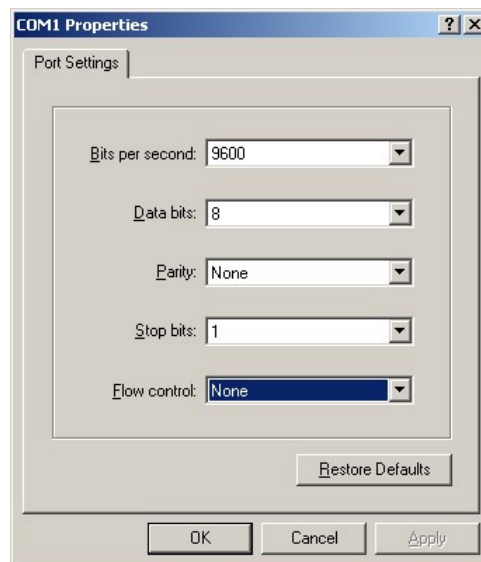 COM1 Properties
Port Settings
Bits per second: 9600
Data bits: 8
Parity: None
Stop bits: 1
Flow control: None
Restore Defaults
OK Cancel Apply